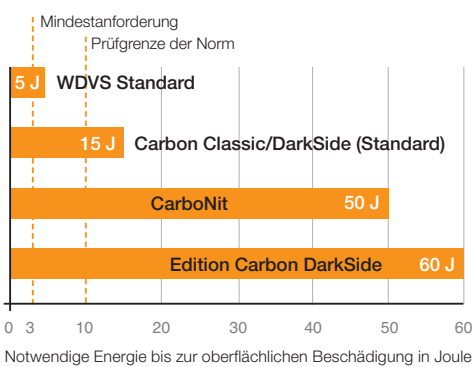 Mindestanforderung
Prüfgrenze der Norm
5 J WDVS Standard
15 J Carbon Classic/DarkSide (Standard)
CarboNit 50 J
Edition Carbon DarkSide 60 J
0 3 10 20 30 40 50 60
Notwendige Energie bis zur oberflächlichen Beschädigung in Joule